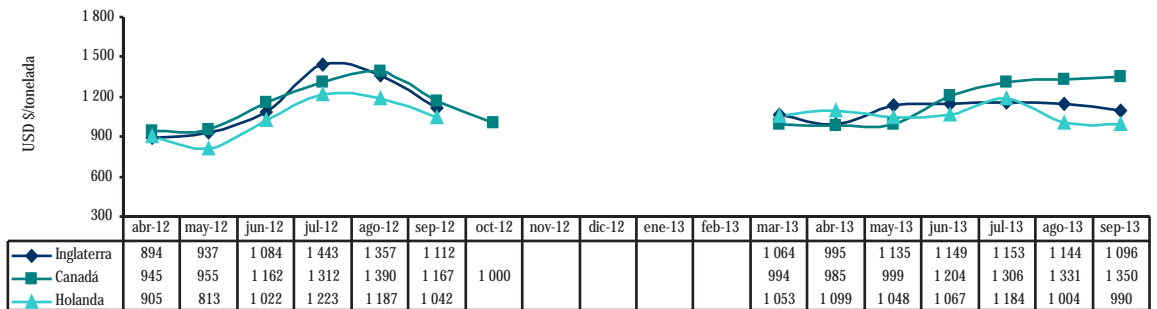 1 800
1 500
1 200
900
600
300
USD $/tonelada
abr-12 may-12 jun-12 jul-12 ago-12 sep-12 oct-12 nov-12 dic-12 ene-13 feb-13 mar-13 abr-13 may-13 jun-13 jul-13 ago-13 sep-13
Inglaterra 894 937 1 084 1 443 1 357 1 112 1 064 995 1 135 1 149 1 153 1 144 1 096
Canadá 945 955 1 162 1 312 1 390 1 167 1 000 994 985 999 1 204 1 306 1 331 1 350
Holanda 905 813 1 022 1 223 1 187 1 042 1 053 1 099 1 048 1 067 1 184 1 004 990